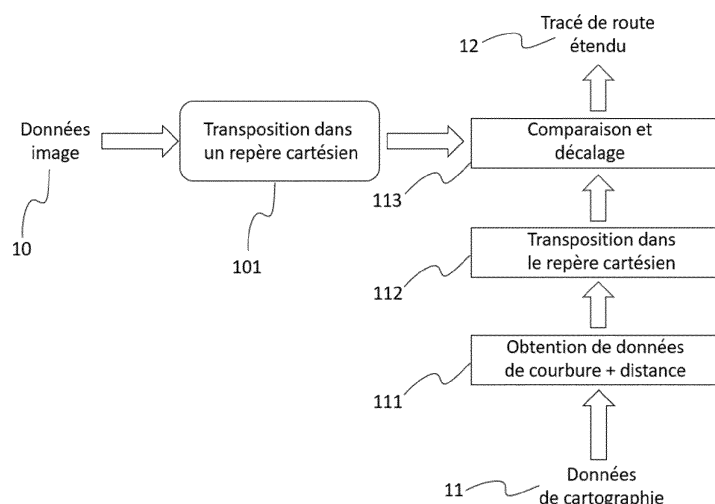 Tracé de route
étendu
12
Données
image
10
Transposition dans
un repère cartésien
101
Comparaison et
décalage
113
Transposition dans
le repère cartésien
112
Obtention de données
de courbure + distance
111
11
Données
de cartographie